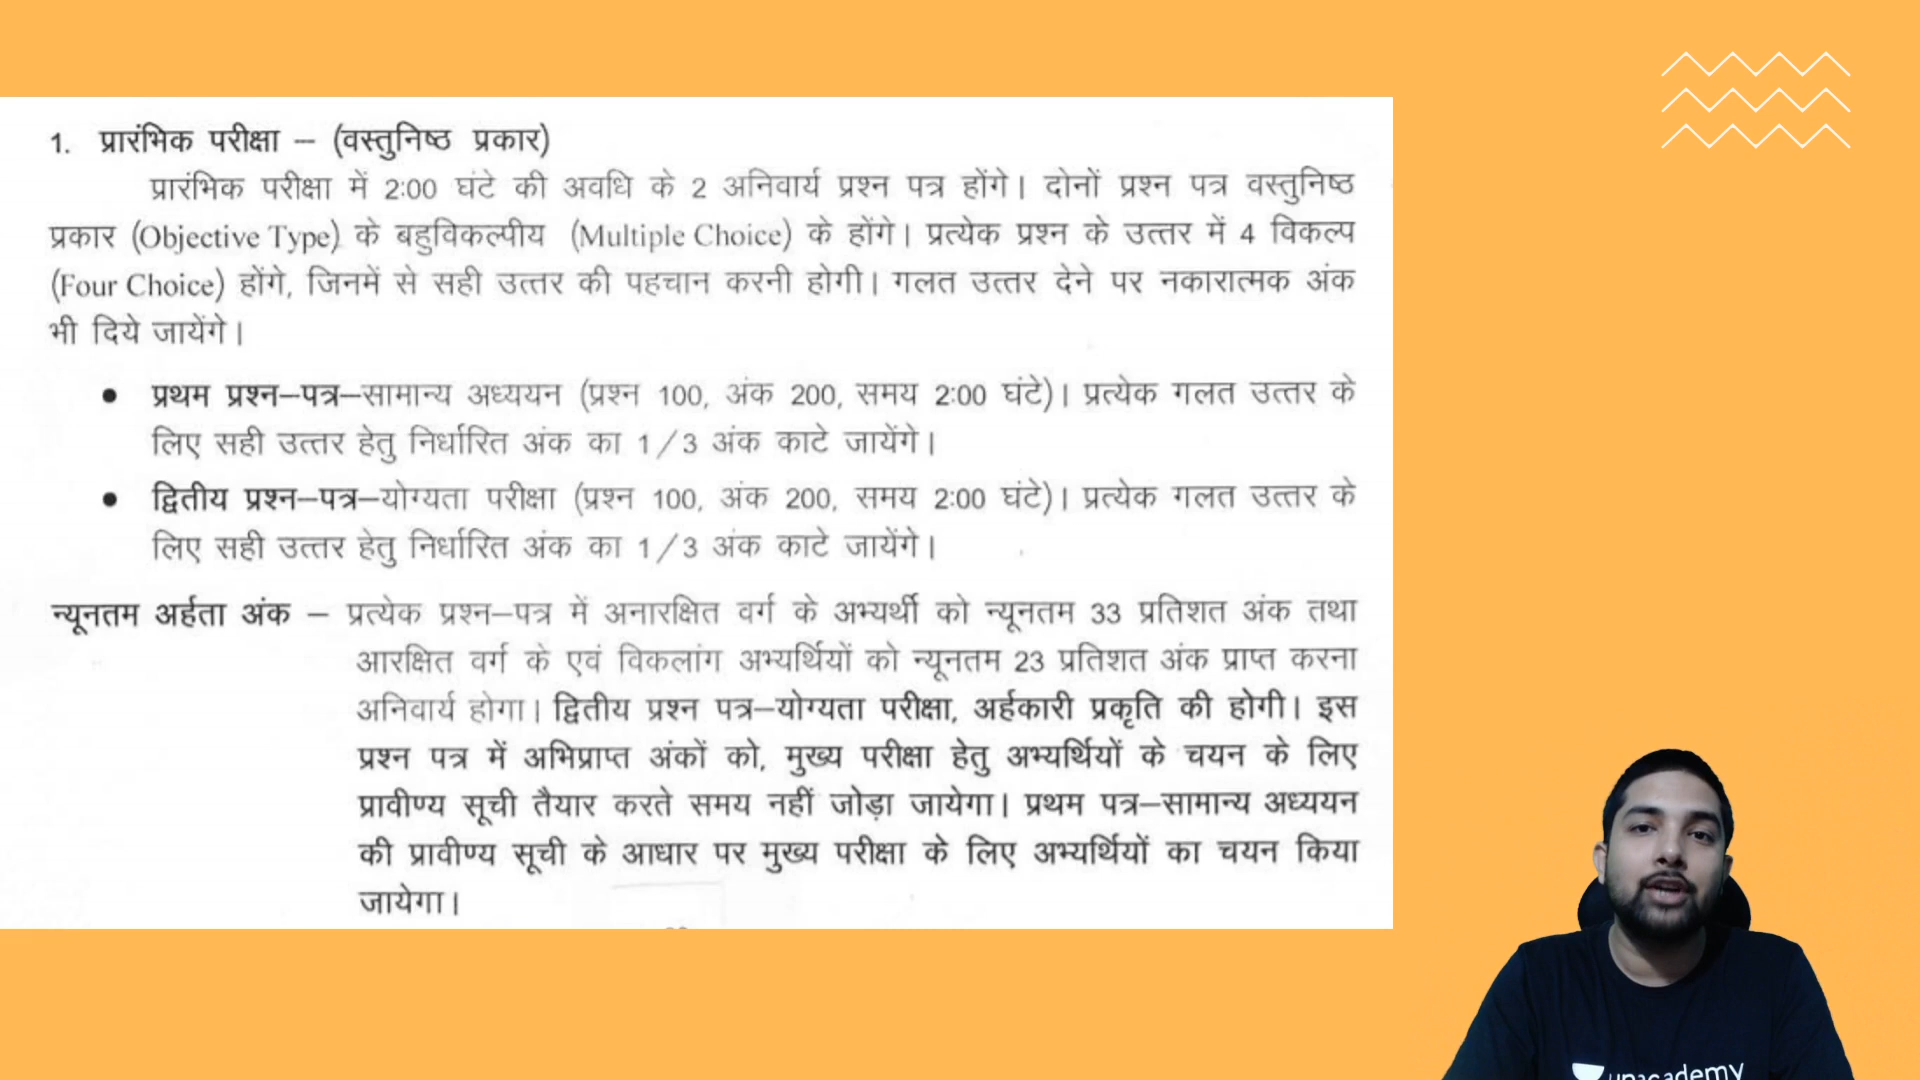 1. प्रारंभिक परीक्षा – (वस्तुनिष्ठ प्रकार)
प्रारंभिक परीक्षा में 2:00 घंटे की अवधि के 2 अनिवार्य प्रश्न पत्र होंगे। दोनों प्रश्न पत्र वस्तुनिष्ठ
प्रकार (Objective Type) के बहुविकल्पीय (Multiple Choice) के होंगे। प्रत्येक प्रश्न के उत्तर में 4 विकल्प
(Four Choice) होंगे, जिनमें से सही उत्तर की पहचान करनी होगी। गलत उत्तर देने पर नकारात्मक अंक
भी दिये जायेंगे।
• प्रथम प्रश्न–पत्र–सामान्य अध्ययन (प्रश्न 100, अंक 200, समय 2:00 घंटे)। प्रत्येक गलत उत्तर के
लिए सही उत्तर हेतु निर्धारित अंक का 1/3 अंक काटे जायेंगे।
• द्वितीय प्रश्न–पत्र–योग्यता परीक्षा (प्रश्न 100, अंक 200, समय 2:00 घंटे)। प्रत्येक गलत उत्तर के
लिए सही उत्तर हेतु निर्धारित अंक का 1/3 अंक काटे जायेंगे।
न्यूनतम अर्हता अंक – प्रत्येक प्रश्न–पत्र में अनारक्षित वर्ग के अभ्यर्थी को न्यूनतम 33 प्रतिशत अंक तथा
आरक्षित वर्ग के एवं विकलांग अभ्यर्थियों को न्यूनतम 23 प्रतिशत अंक प्राप्त करना
अनिवार्य होगा। द्वितीय प्रश्न पत्र–योग्यता परीक्षा, अर्हकारी प्रकृति की होगी। इस
प्रश्न पत्र में अभिप्राप्त अंकों को, मुख्य परीक्षा हेतु अभ्यर्थियों के चयन के लिए
प्रावीण्य सूची तैयार करते समय नहीं जोड़ा जायेगा। प्रथम पत्र–सामान्य अध्ययन
की प्रावीण्य सूची के आधार पर मुख्य परीक्षा के लिए अभ्यर्थियों का चयन किया
जायेगा।
unacademy